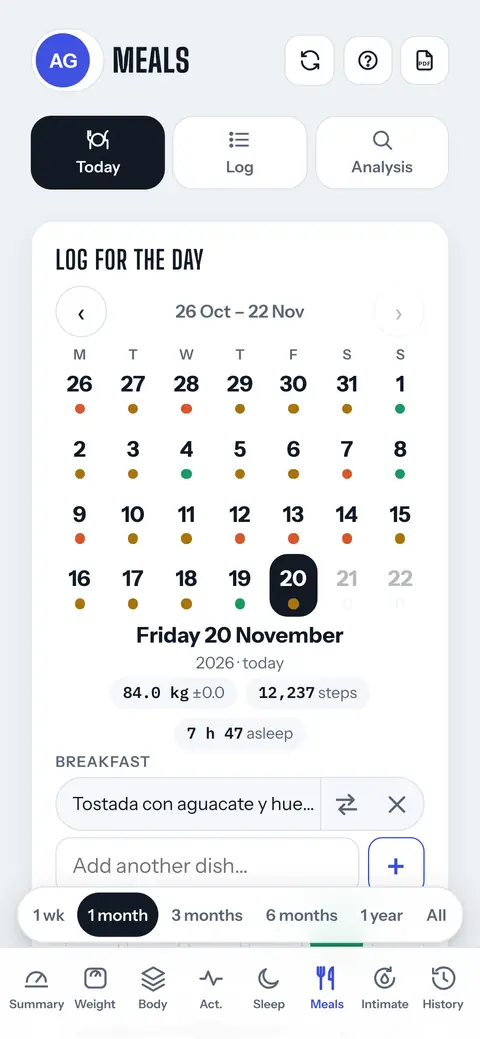 AG
MEALS
PDF
Today
Log
Analysis
LOG FOR THE DAY
‹
26 Oct – 22 Nov
›
M T W T F S S
26 27 28 29 30 31 1
2 3 4 5 6 7 8
9 10 11 12 13 14 15
16 17 18 19 20 21 22
Friday 20 November
2026 · today
84.0 kg ±0.0
12,237 steps
7 h 47 asleep
BREAKFAST
Tostada con aguacate y hue...
Add another dish...
+
1 wk 1 month 3 months 6 months 1 year All
Summary Weight Body Act. Sleep Meals Intimate History